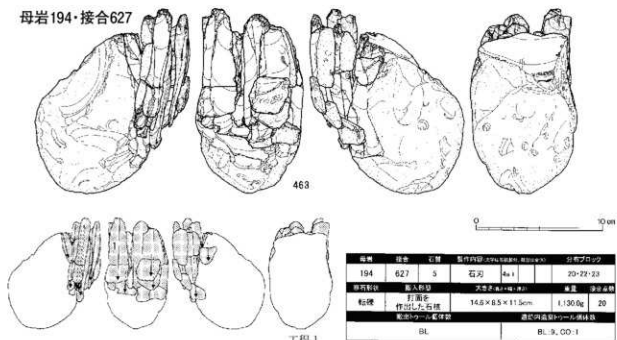 母岩194・接合627
463
0 10 cm
工程1
母岩 接合 石質 製作内容 分布ブロック
194 627 5 石刃 20・22・23
母岩形状 搬入形態 大きさ 重量 接合点数
転礫 打面を作出した石核 14.6×8.5×11.5cm 1,130.0g 20
BL BL:9, CO:1